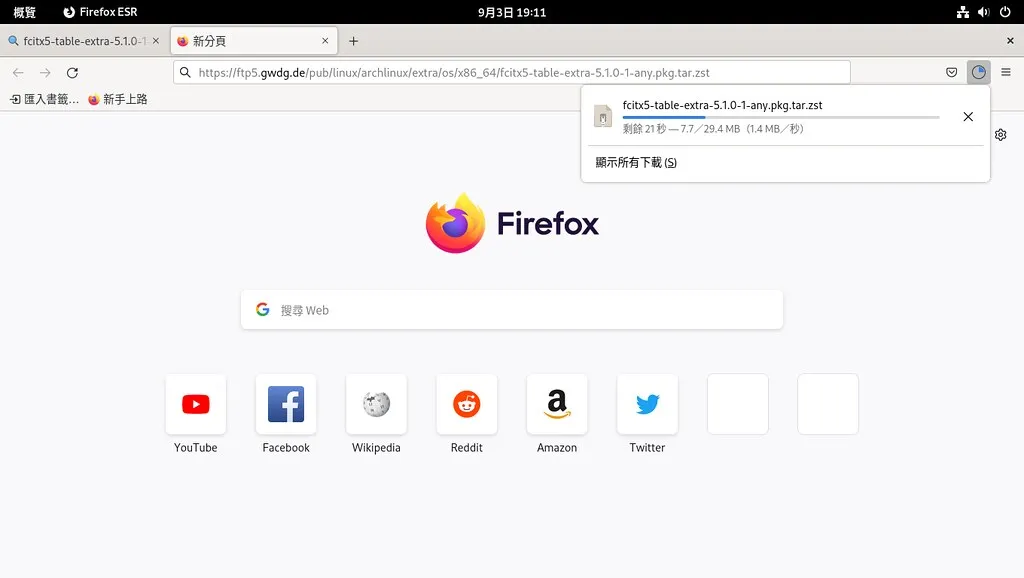 概覽 Firefox ESR 9月3日 19:11
fcitx5-table-extra-5.1.0-1 新分頁
https://ftp5.gwdg.de/pub/linux/archlinux/extra/os/x86_64/fcitx5-table-extra-5.1.0-1-any.pkg.tar.zst
匯入書籤… 新手上路
fcitx5-table-extra-5.1.0-1-any.pkg.tar.zst
剩餘 21 秒 — 7.7／29.4 MB（1.4 MB／秒）
顯示所有下載 (S)
Firefox
搜尋 Web
YouTube Facebook Wikipedia Reddit Amazon Twitter